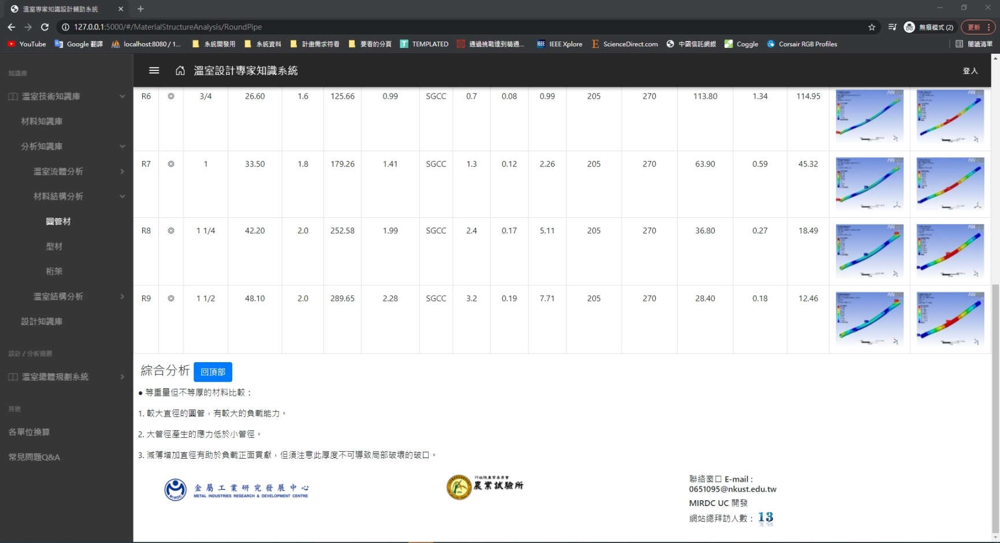 溫室專家知識設計輔助系統
127.0.0.1:5000/#/MaterialStructureAnalysis/RoundPipe
無痕模式 (2)
更新
YouTube
Google 翻譯
localhost:8080 / 1...
系統開發用
系統資料
計畫需求符看
要看的分頁
TEMPLATED
通過挑戰達到精通...
IEEE Xplore
ScienceDirect.com
中國信託網銀
Coggle
Corsair RGB Profiles
閱讀清單
知識庫
溫室技術知識庫
材料知識庫
分析知識庫
溫室流體分析
材料結構分析
圓管材
型材
桁架
溫室結構分析
設計知識庫
設計 / 分析規劃
溫室總體規劃系統
其他
各單位換算
常見問題Q&A
溫室設計專家知識系統
登入
R6 ◎ 3/4 26.60 1.6 125.66 0.99 SGCC 0.7 0.08 0.99 205 270 113.80 1.34 114.95
R7 ◎ 1 33.50 1.8 179.26 1.41 SGCC 1.3 0.12 2.26 205 270 63.90 0.59 45.32
R8 ◎ 1 1/4 42.20 2.0 252.58 1.99 SGCC 2.4 0.17 5.11 205 270 36.80 0.27 18.49
R9 ◎ 1 1/2 48.10 2.0 289.65 2.28 SGCC 3.2 0.19 7.71 205 270 28.40 0.18 12.46
綜合分析 回頂部
● 等重量但不等厚的材料比較：
1. 較大直徑的圓管，有較大的負載能力。
2. 大管徑產生的應力低於小管徑。
3. 減薄增加直徑有助於負載正面貢獻，但須注意此厚度不可導致局部破壞的破口。
MIRDC
金屬工業研究發展中心
METAL INDUSTRIES RESEARCH & DEVELOPMENT CENTRE
行政院農業委員會
農業試驗所
聯絡窗口 E-mail :
0651095@nkust.edu.tw
MIRDC UC 開發
網站總拜訪人數： 13